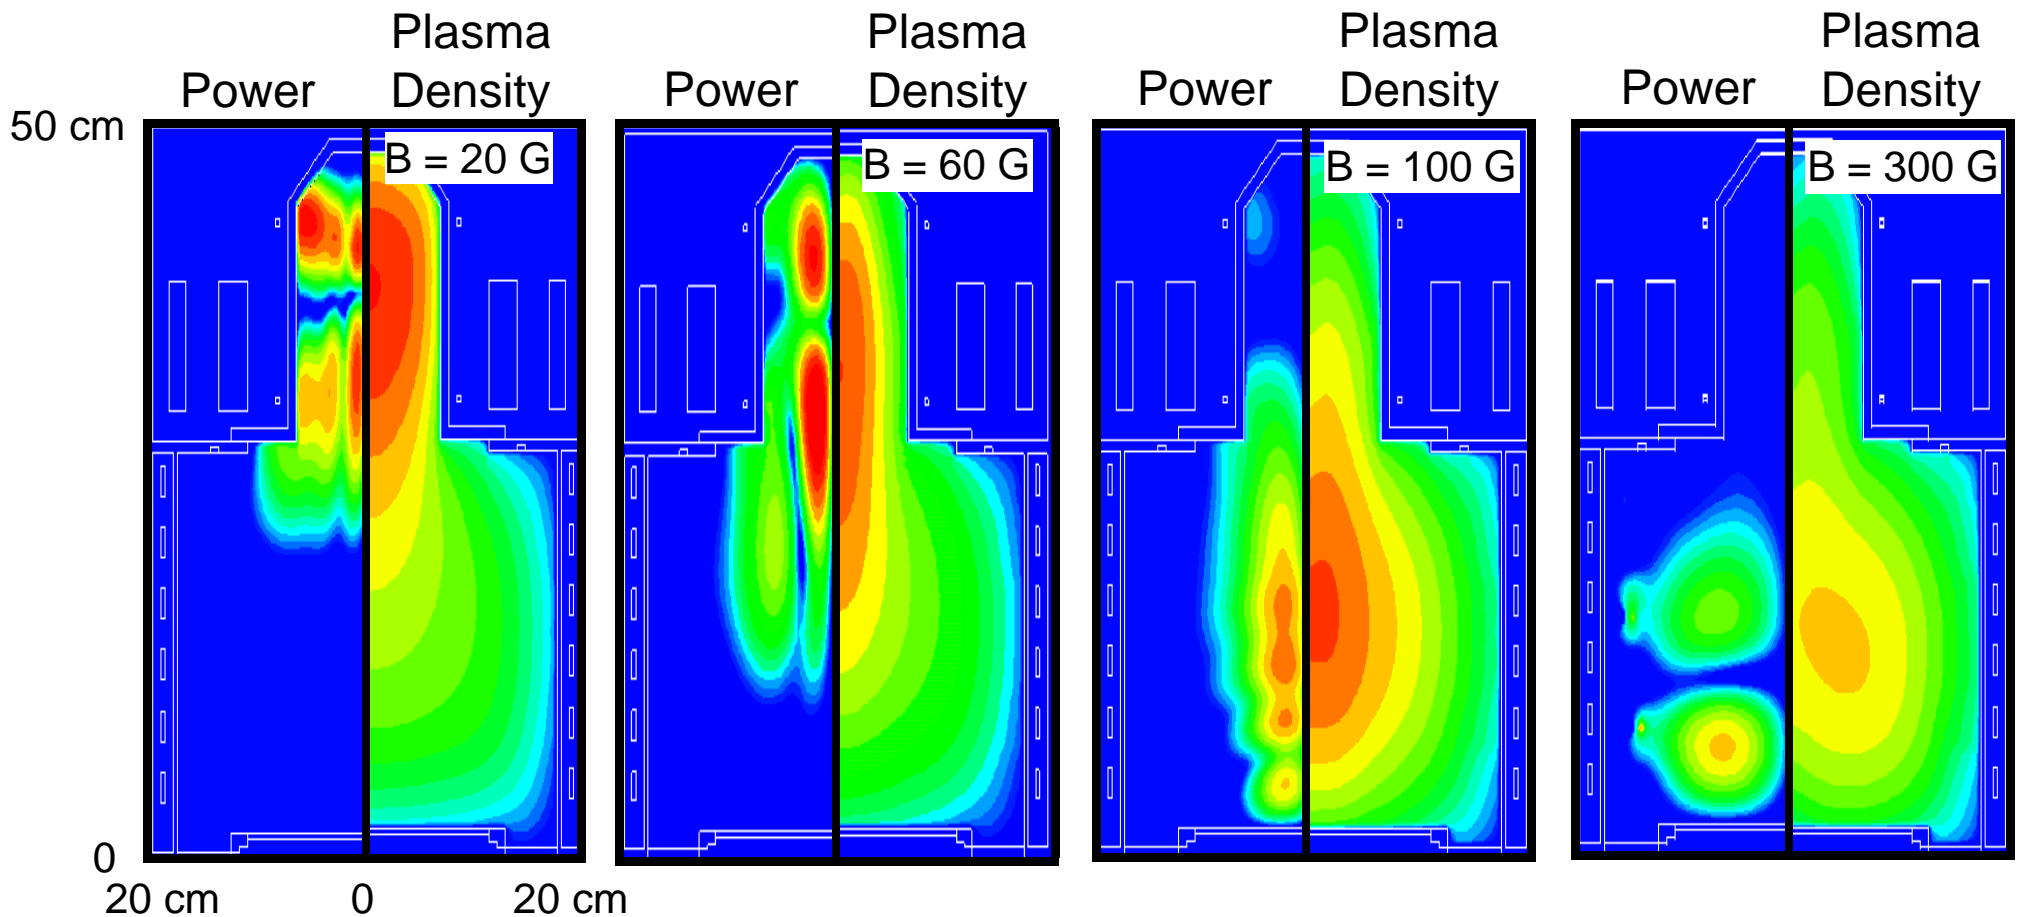 Plasma
Power Density
Plasma
Power Density
Plasma
Power Density
Plasma
Power Density
50 cm
B = 20 G
B = 60 G
B = 100 G
B = 300 G
0
20 cm 0 20 cm